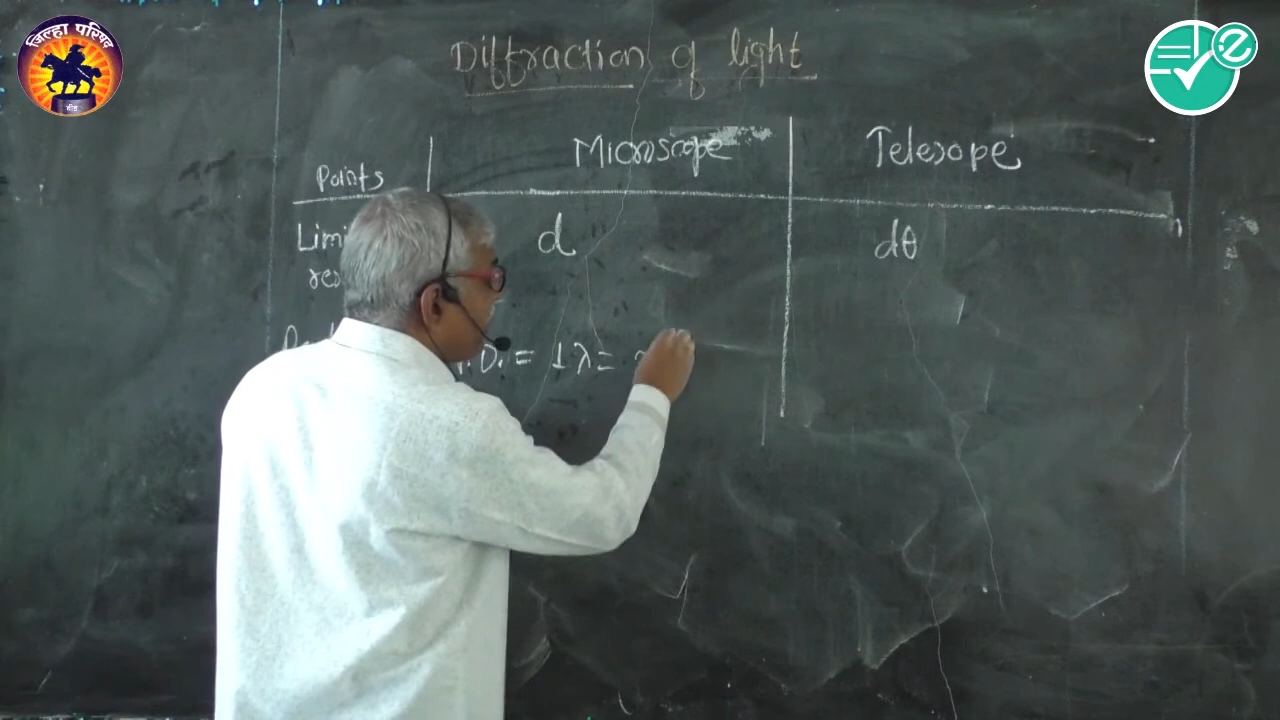 जिल्हा परिषद
बीड
e
Diffraction of light
Points Microscope Telesope
d dθ
.D. = 1λ =